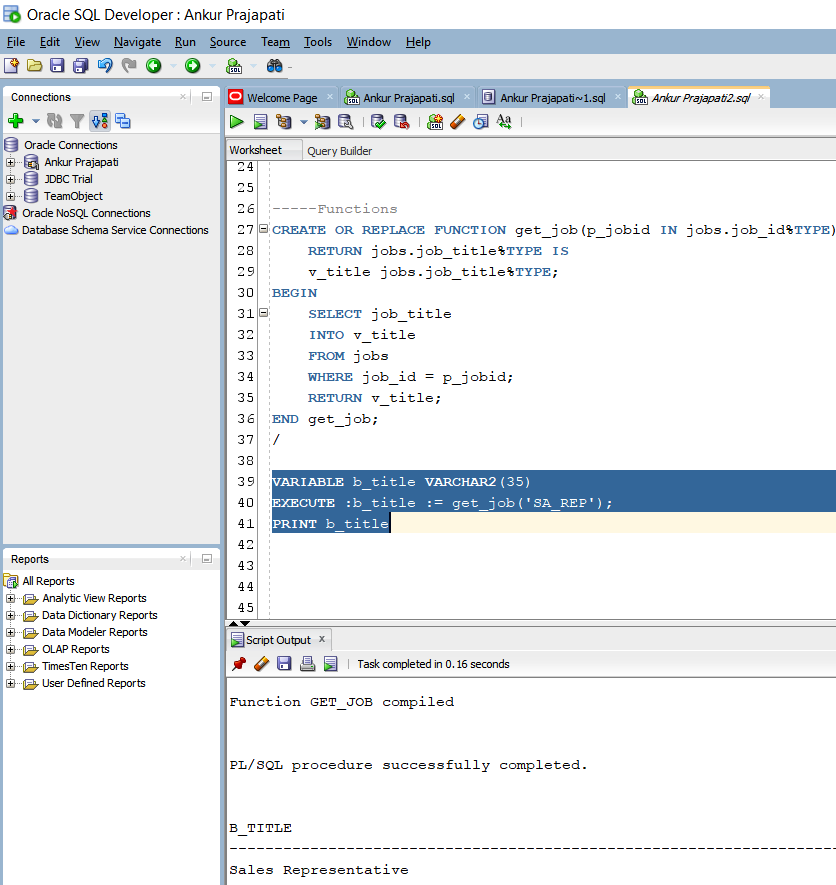 Oracle SQL Developer : Ankur Prajapati
File Edit View Navigate Run Source Team Tools Window Help
Connections
Oracle Connections
Ankur Prajapati
JDBC Trial
TeamObject
Oracle NoSQL Connections
Database Schema Service Connections
Reports
All Reports
Analytic View Reports
Data Dictionary Reports
Data Modeler Reports
OLAP Reports
TimesTen Reports
User Defined Reports
Welcome Page Ankur Prajapati.sql Ankur Prajapati~1.sql Ankur Prajapati2.sql
Worksheet Query Builder
24
25
26 -----Functions
27 CREATE OR REPLACE FUNCTION get_job(p_jobid IN jobs.job_id%TYPE)
28 RETURN jobs.job_title%TYPE IS
29 v_title jobs.job_title%TYPE;
30 BEGIN
31 SELECT job_title
32 INTO v_title
33 FROM jobs
34 WHERE job_id = p_jobid;
35 RETURN v_title;
36 END get_job;
37 /
38
39 VARIABLE b_title VARCHAR2(35)
40 EXECUTE :b_title := get_job('SA_REP');
41 PRINT b_title
42
43
44
45
Script Output
Task completed in 0.16 seconds
Function GET_JOB compiled
PL/SQL procedure successfully completed.
B_TITLE
--------------------------------------------------------------------
Sales Representative